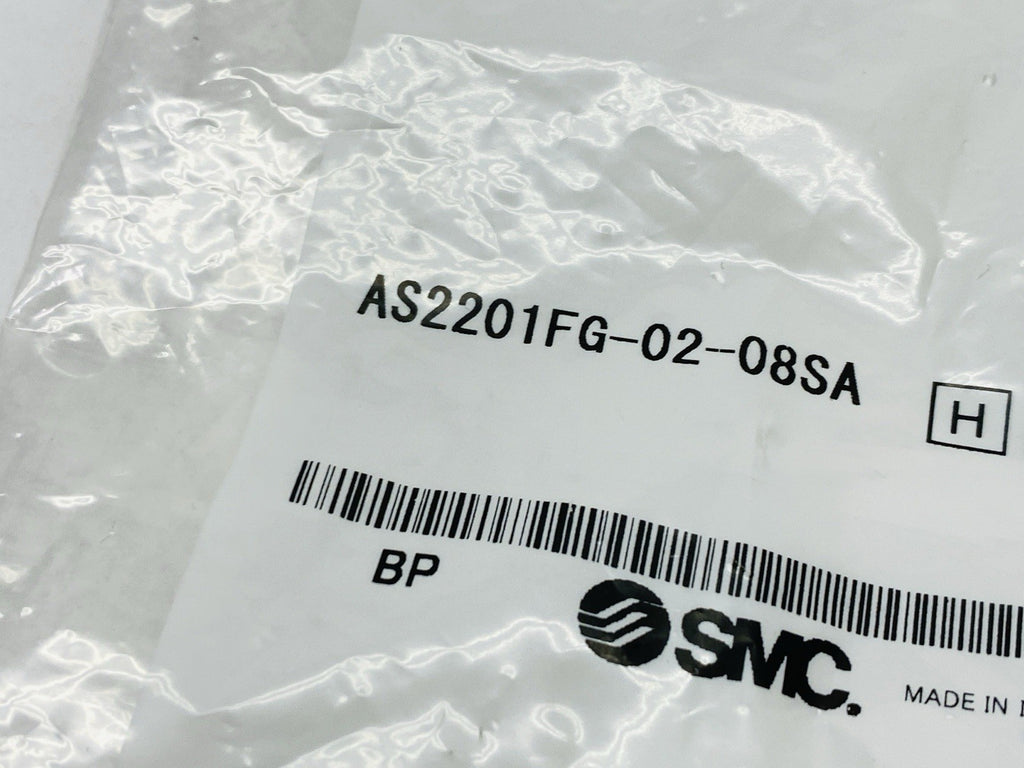 AS2201FG-02-08SA
H
BP
SMC.
MADE IN